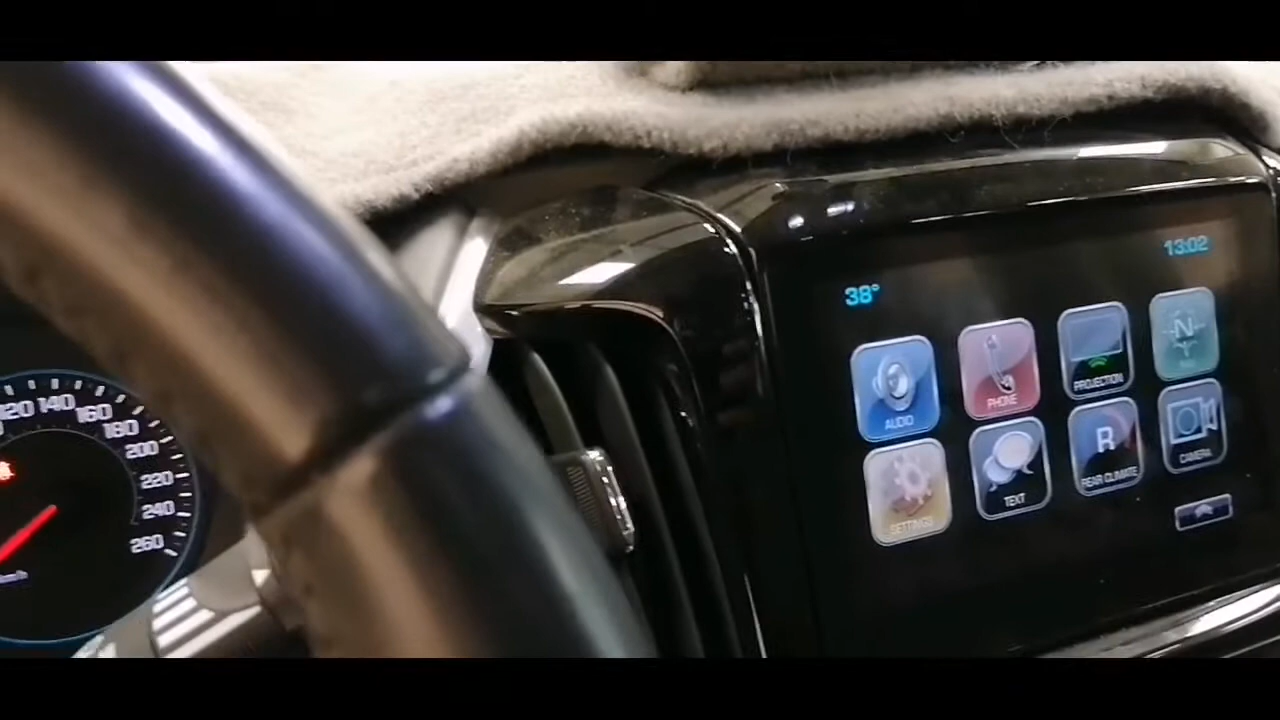 13:02
38°
AUDIO
PHONE
PROJECTION
N
SETTINGS
TEXT
R
REAR CLIMATE
CAMERA
120 140 160 180 200 220 240 260
km/h